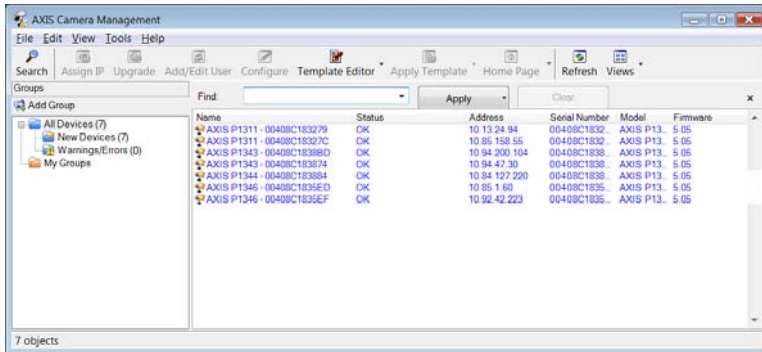 AXIS Camera Management
File Edit View Tools Help
Search Assign IP Upgrade Add/Edit User Configure Template Editor Apply Template Home Page Refresh Views
Groups
Add Group
All Devices (7)
New Devices (7)
Warnings/Errors (0)
My Groups
Find: Apply Clear x
Name Status Address Serial Number Model Firmware
AXIS P1311 - 00408C183279 OK 10.13.24.94 00408C1832... AXIS P13... 5.05
AXIS P1311 - 00408C18327C OK 10.85.158.55 00408C1832... AXIS P13... 5.05
AXIS P1343 - 00408C1838BD OK 10.94.200.104 00408C1838... AXIS P13... 5.05
AXIS P1343 - 00408C183874 OK 10.94.47.30 00408C1838... AXIS P13... 5.05
AXIS P1344 - 00408C183884 OK 10.84.127.220 00408C1838... AXIS P13... 5.05
AXIS P1346 - 00408C1835ED OK 10.85.1.60 00408C1835... AXIS P13... 5.05
AXIS P1346 - 00408C1835EF OK 10.92.42.223 00408C1835... AXIS P13... 5.05
7 objects